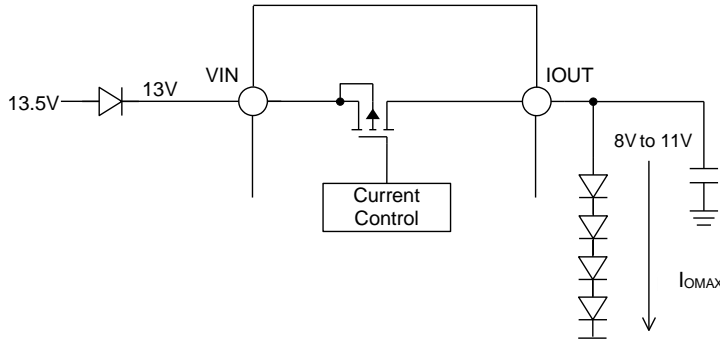 VIN
IOUT
13.5V
13V
8V to 11V
Current
Control
IOMAX